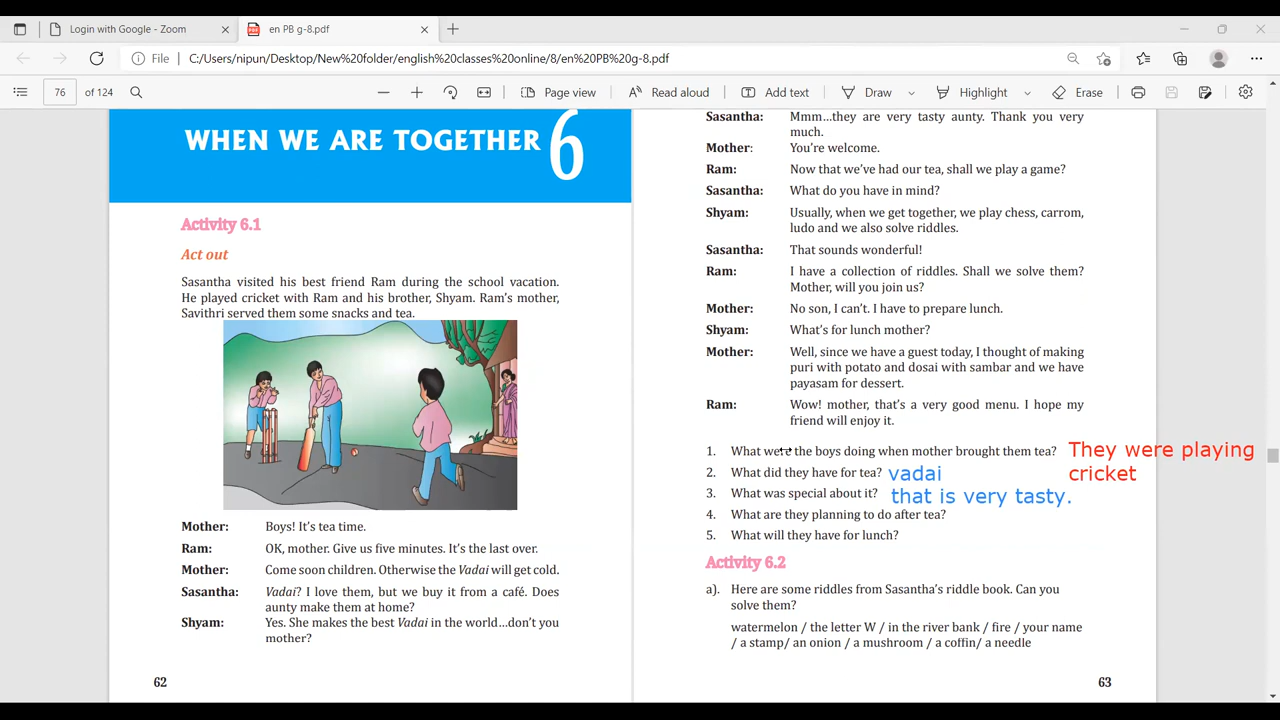 Login with Google - Zoom
en PB g-8.pdf
File
C:/Users/nipun/Desktop/New%20folder/english%20classes%20online/8/en%20PB%20g-8.pdf
76 of 124
Page view
Read aloud
Add text
Draw
Highlight
Erase
WHEN WE ARE TOGETHER 6
Activity 6.1
Act out
Sasantha visited his best friend Ram during the school vacation.
He played cricket with Ram and his brother, Shyam. Ram's mother,
Savithri served them some snacks and tea.
Mother: Boys! It's tea time.
Ram: OK, mother. Give us five minutes. It's the last over.
Mother: Come soon children. Otherwise the Vadai will get cold.
Sasantha: Vadai? I love them, but we buy it from a café. Does
aunty make them at home?
Shyam: Yes. She makes the best Vadai in the world...don't you
mother?
62
Sasantha: Mmm...they are very tasty aunty. Thank you very
much.
Mother: You're welcome.
Ram: Now that we've had our tea, shall we play a game?
Sasantha: What do you have in mind?
Shyam: Usually, when we get together, we play chess, carrom,
ludo and we also solve riddles.
Sasantha: That sounds wonderful!
Ram: I have a collection of riddles. Shall we solve them?
Mother, will you join us?
Mother: No son, I can't. I have to prepare lunch.
Shyam: What's for lunch mother?
Mother: Well, since we have a guest today, I thought of making
puri with potato and dosai with sambar and we have
payasam for dessert.
Ram: Wow! mother, that's a very good menu. I hope my
friend will enjoy it.
1. What were the boys doing when mother brought them tea? They were playing
cricket
2. What did they have for tea? vadai
3. What was special about it? that is very tasty.
4. What are they planning to do after tea?
5. What will they have for lunch?
Activity 6.2
a). Here are some riddles from Sasantha's riddle book. Can you
solve them?
watermelon / the letter W / in the river bank / fire / your name
/ a stamp/ an onion / a mushroom / a coffin/ a needle
63